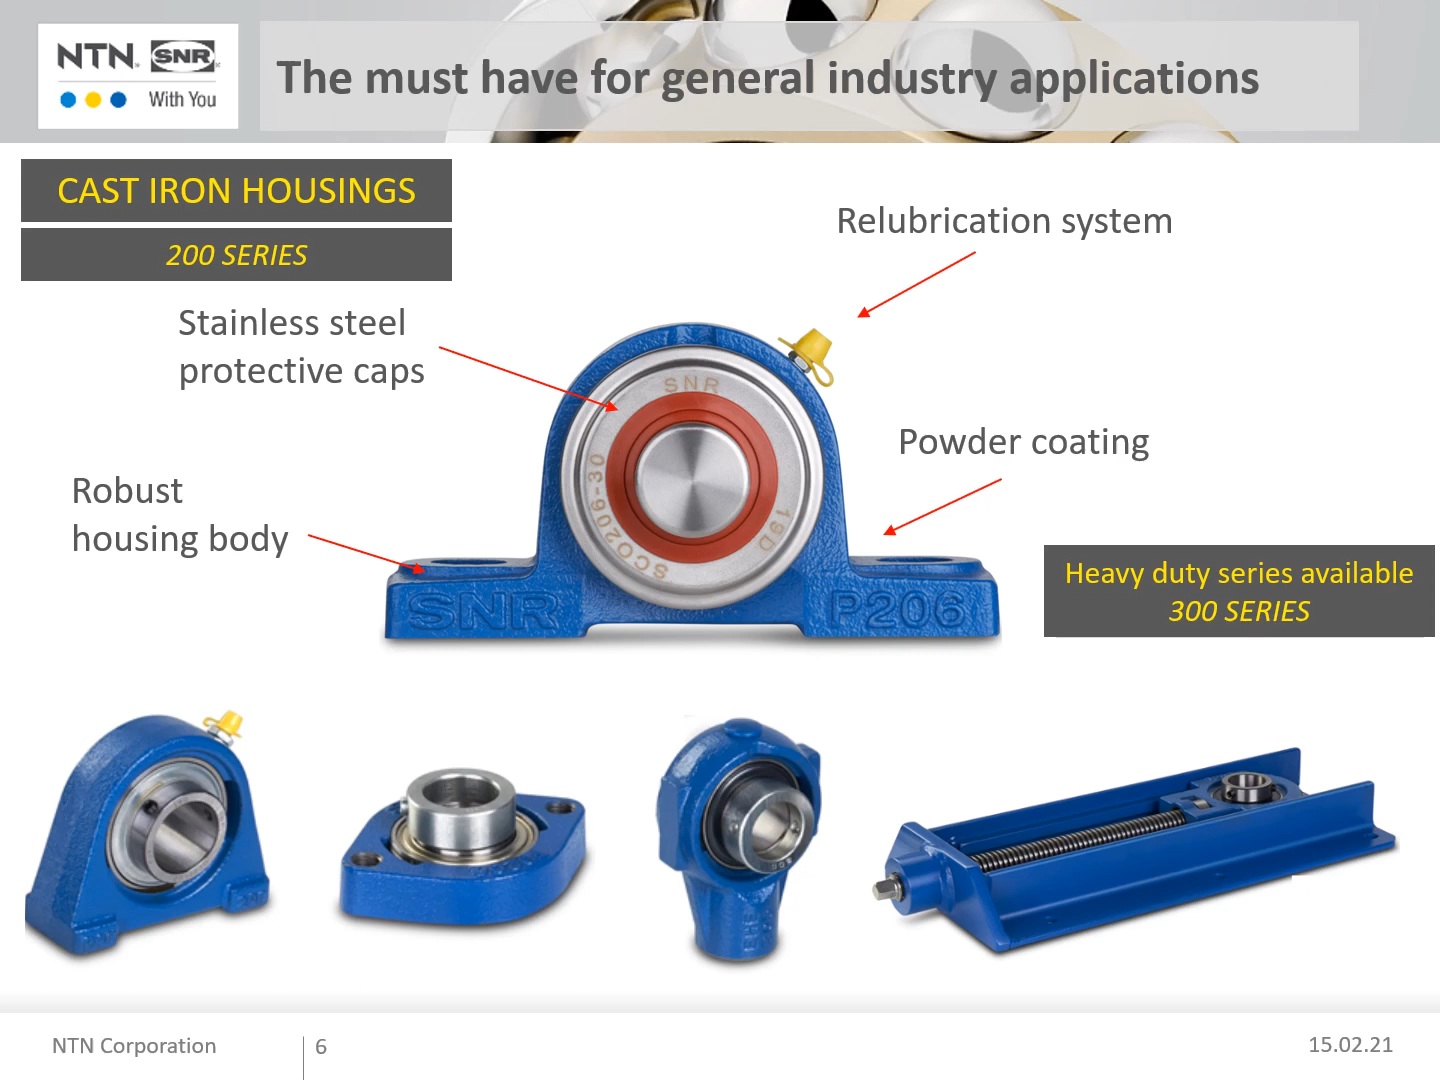 NTN SNR
With You
The must have for general industry applications
CAST IRON HOUSINGS
200 SERIES
Relubrication system
Stainless steel
protective caps
Powder coating
Robust
housing body
Heavy duty series available
300 SERIES
SNR
SCO206-30
19D
SNR
P206
NTN Corporation
6
15.02.21